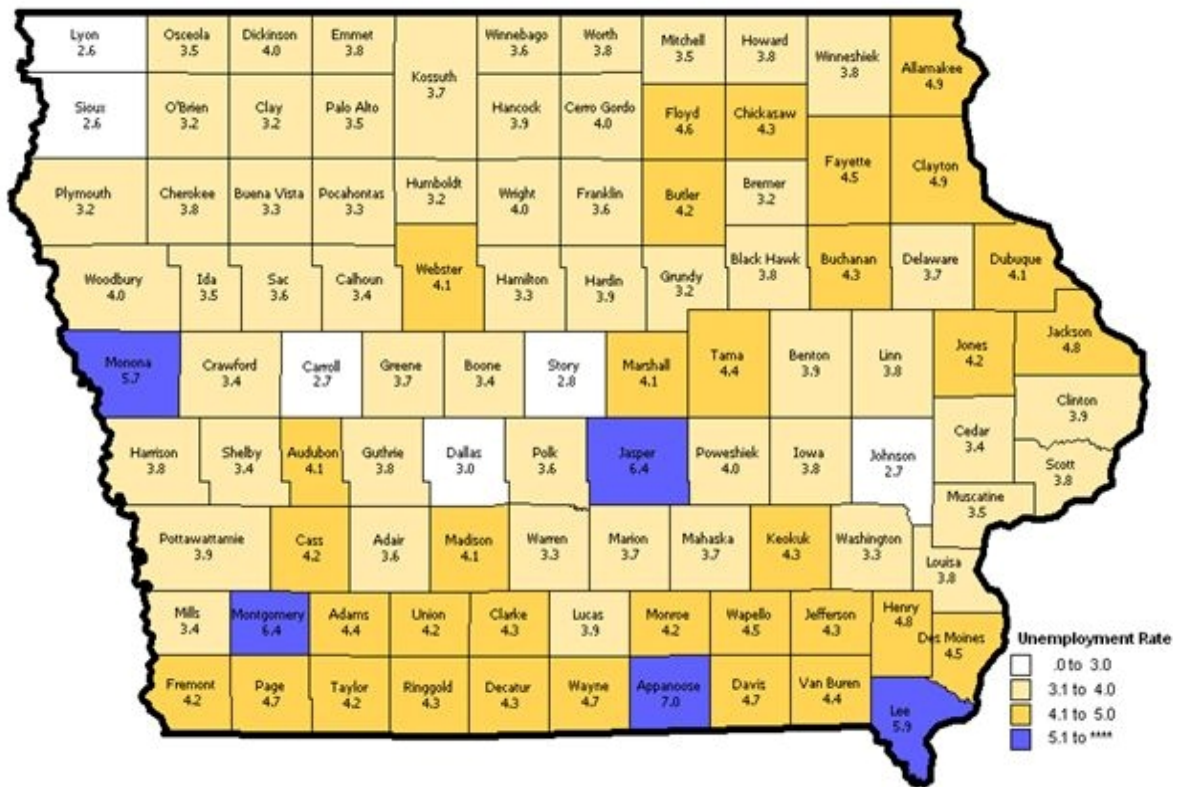 Lyon
2.6
Osceola
3.5
Dickinson
4.0
Emmet
3.8
Kossuth
3.7
Winnebago
3.6
Worth
3.8
Mitchell
3.5
Howard
3.8
Winneshiek
3.8
Allamakee
4.9
Sioux
2.6
O'Brien
3.2
Clay
3.2
Palo Alto
3.5
Hancock
3.9
Cerro Gordo
4.0
Floyd
4.6
Chickasaw
4.3
Fayette
4.5
Clayton
4.9
Plymouth
3.2
Cherokee
3.8
Buena Vista
3.3
Pocahontas
3.3
Humboldt
3.2
Wright
4.0
Franklin
3.6
Butler
4.2
Bremer
3.2
Woodbury
4.0
Ida
3.5
Sac
3.6
Calhoun
3.4
Webster
4.1
Hamilton
3.3
Hardin
3.9
Grundy
3.2
Black Hawk
3.8
Buchanan
4.3
Delaware
3.7
Dubuque
4.1
Monona
5.7
Crawford
3.4
Carroll
2.7
Greene
3.7
Boone
3.4
Story
2.8
Marshall
4.1
Tama
4.4
Benton
3.9
Linn
3.8
Jones
4.2
Jackson
4.8
Clinton
3.9
Harrison
3.8
Shelby
3.4
Audubon
4.1
Guthrie
3.8
Dallas
3.0
Polk
3.6
Jasper
6.4
Poweshiek
4.0
Iowa
3.8
Johnson
2.7
Cedar
3.4
Scott
3.8
Muscatine
3.5
Pottawattamie
3.9
Cass
4.2
Adair
3.6
Madison
4.1
Warren
3.3
Marion
3.7
Mahaska
3.7
Keokuk
4.3
Washington
3.3
Louisa
3.8
Mills
3.4
Montgomery
6.4
Adams
4.4
Union
4.2
Clarke
4.3
Lucas
3.9
Monroe
4.2
Wapello
4.5
Jefferson
4.3
Henry
4.8
Des Moines
4.5
Fremont
4.2
Page
4.7
Taylor
4.2
Ringgold
4.3
Decatur
4.3
Wayne
4.7
Appanoose
7.0
Davis
4.7
Van Buren
4.4
Lee
5.9
Unemployment Rate
.0 to 3.0
3.1 to 4.0
4.1 to 5.0
5.1 to ****